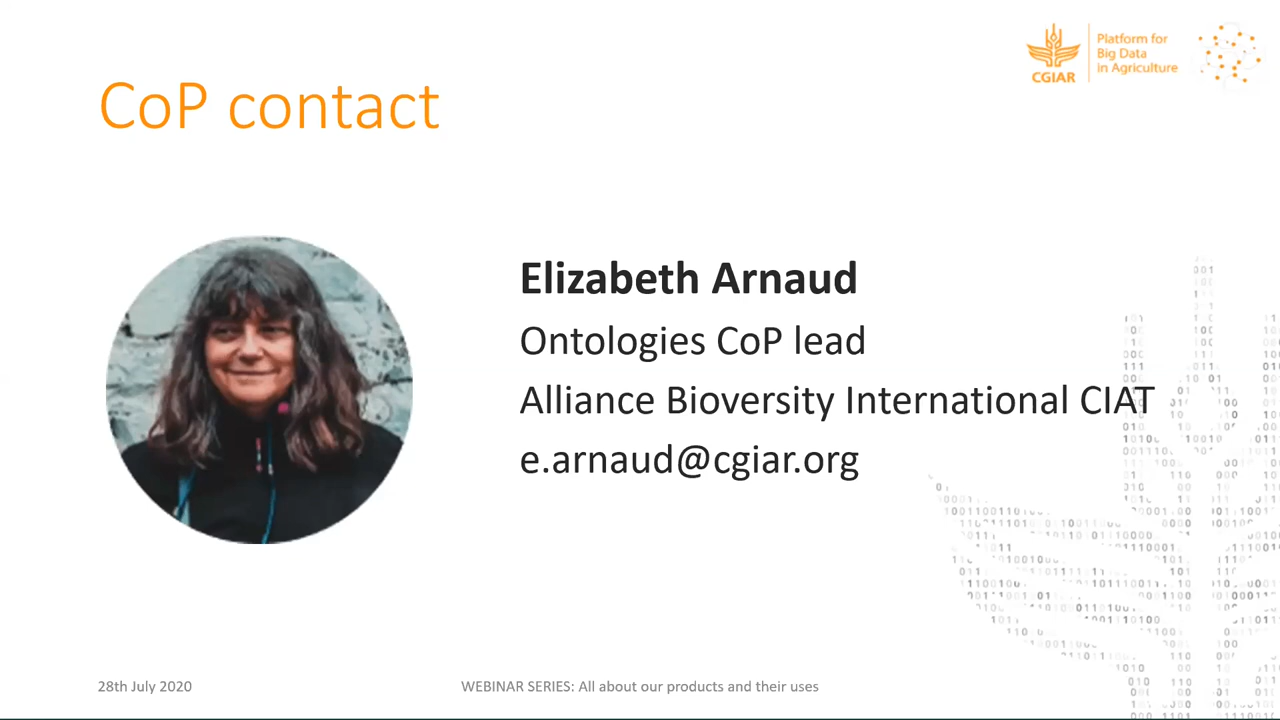 CGIAR
Platform for
Big Data
in Agriculture
CoP contact
Elizabeth Arnaud
Ontologies CoP lead
Alliance Bioversity International CIAT
e.arnaud@cgiar.org
28th July 2020
WEBINAR SERIES: All about our products and their uses